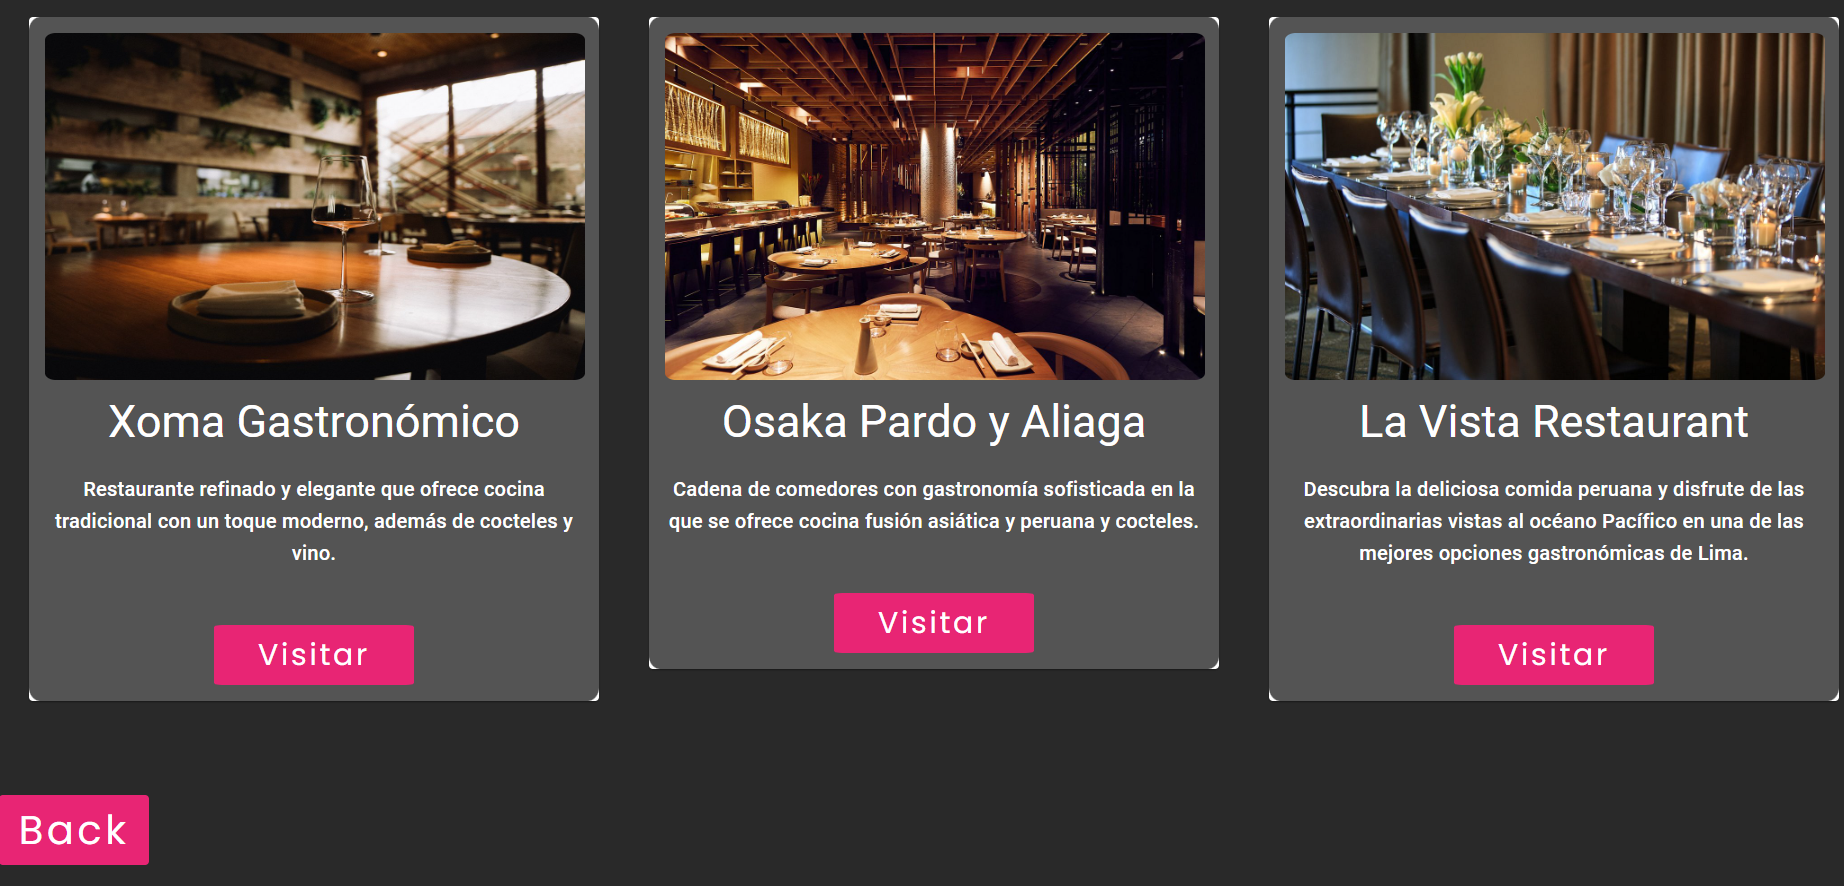 Xoma Gastronómico
Restaurante refinado y elegante que ofrece cocina
tradicional con un toque moderno, además de cocteles y
vino.
Visitar
Osaka Pardo y Aliaga
Cadena de comedores con gastronomía sofisticada en la
que se ofrece cocina fusión asiática y peruana y cocteles.
Visitar
La Vista Restaurant
Descubra la deliciosa comida peruana y disfrute de las
extraordinarias vistas al océano Pacífico en una de las
mejores opciones gastronómicas de Lima.
Visitar
Back